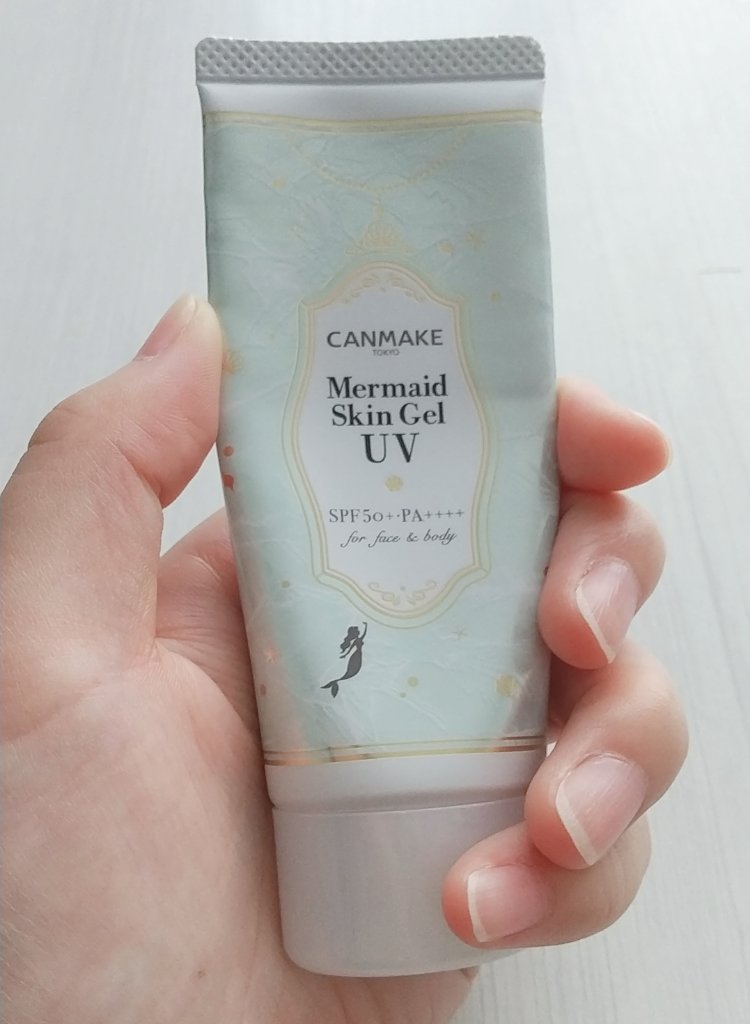 CANMAKE
TOKYO
Mermaid
Skin Gel
UV
SPF50+·PA++++
for face & body